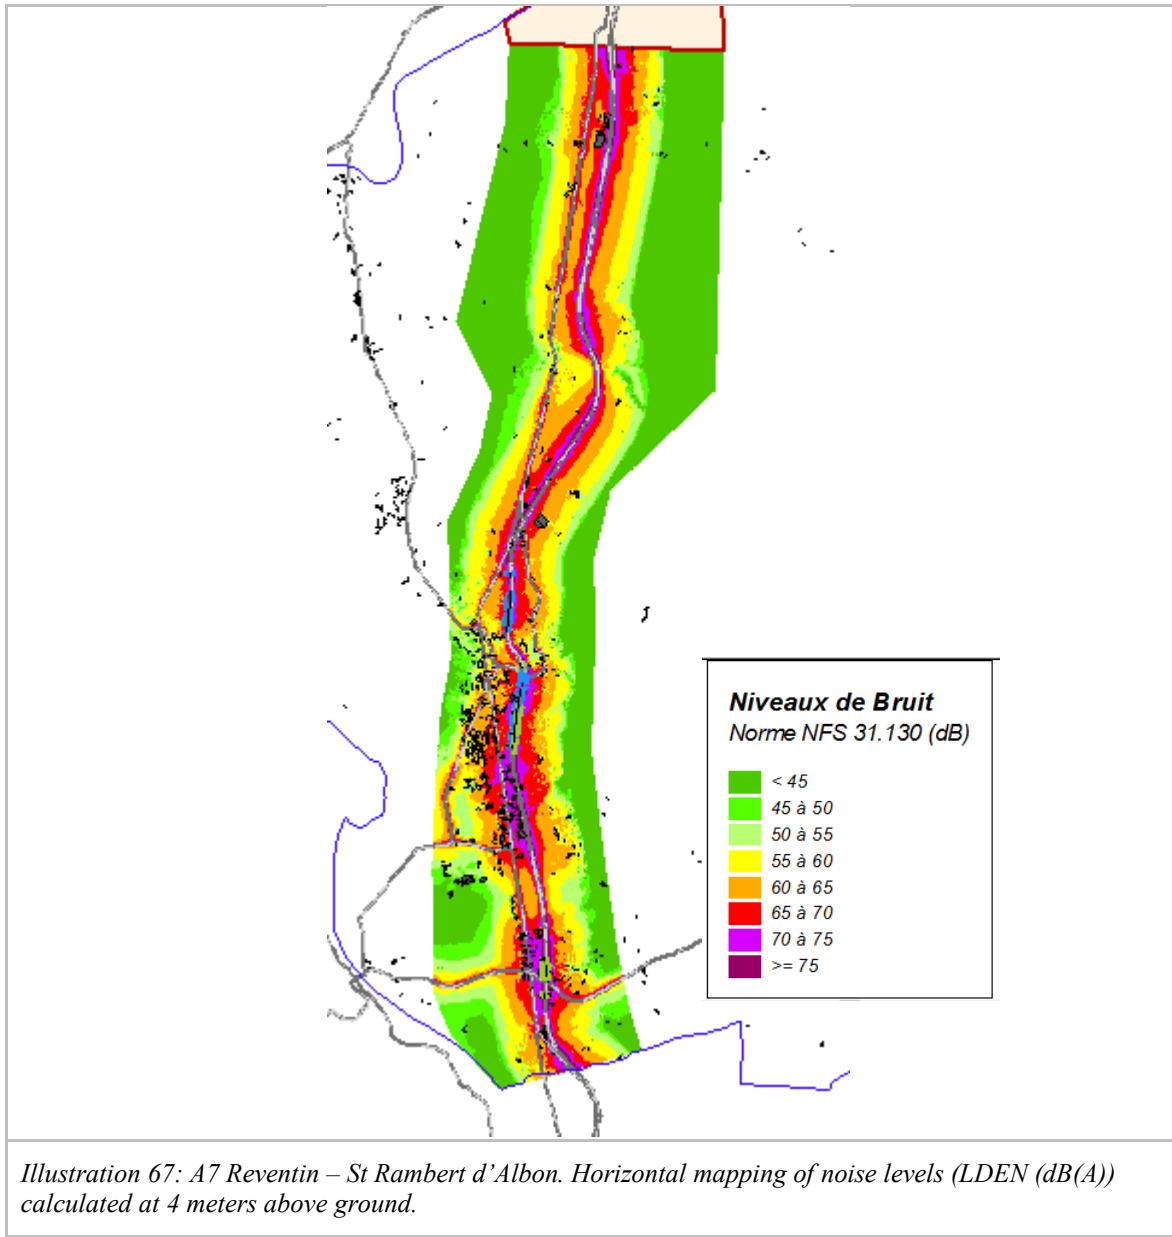 Niveaux de Bruit
Norme NFS 31.130 (dB)
< 45
45 à 50
50 à 55
55 à 60
60 à 65
65 à 70
70 à 75
>= 75
Illustration 67: A7 Reventin – St Rambert d’Albon. Horizontal mapping of noise levels (LDEN (dB(A))
calculated at 4 meters above ground.